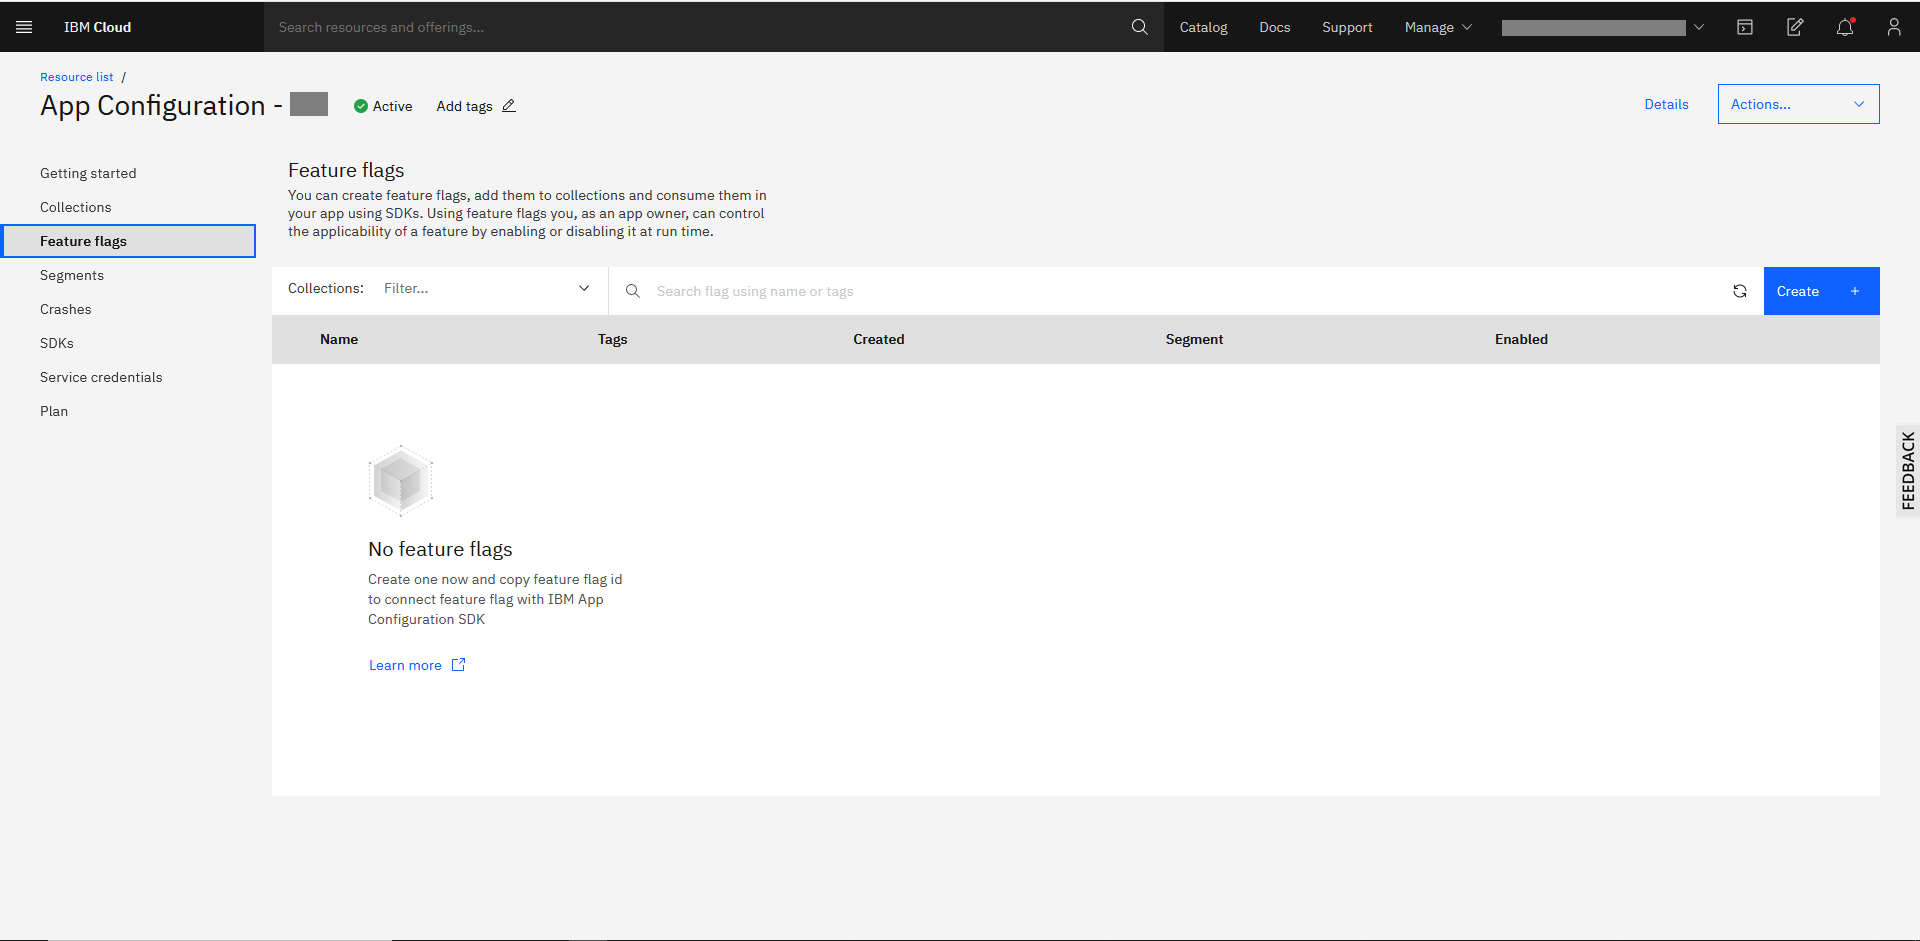 IBM Cloud
Search resources and offerings...
Catalog
Docs
Support
Manage
Resource list /
App Configuration -
Active
Add tags
Details
Actions...
Getting started
Collections
Feature flags
Segments
Crashes
SDKs
Service credentials
Plan
Feature flags
You can create feature flags, add them to collections and consume them in
your app using SDKs. Using feature flags you, as an app owner, can control
the applicability of a feature by enabling or disabling it at run time.
Collections: Filter...
Search flag using name or tags
Create +
Name Tags Created Segment Enabled
No feature flags
Create one now and copy feature flag id
to connect feature flag with IBM App
Configuration SDK
Learn more
FEEDBACK